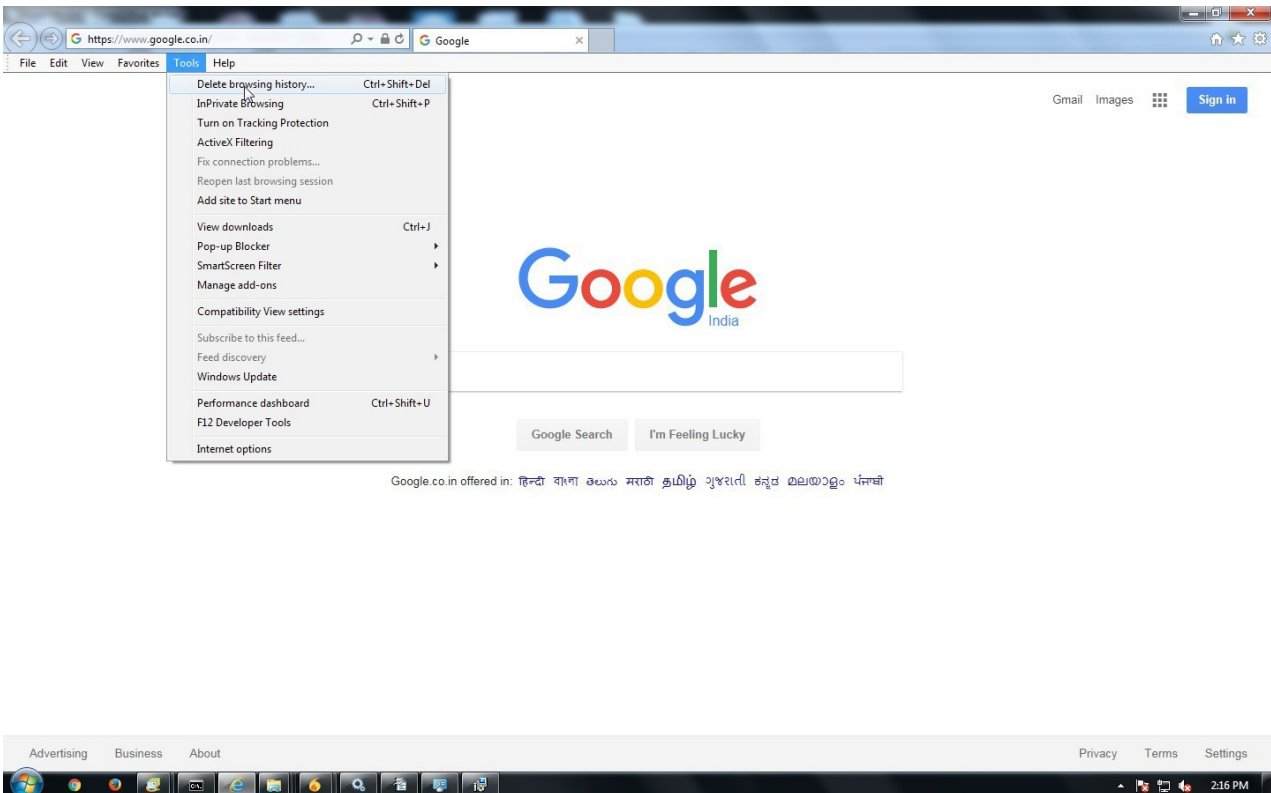 https://www.google.co.in/
Google
File Edit View Favorites Tools Help
Delete browsing history... Ctrl+Shift+Del
InPrivate Browsing Ctrl+Shift+P
Turn on Tracking Protection
ActiveX Filtering
Fix connection problems...
Reopen last browsing session
Add site to Start menu
View downloads Ctrl+J
Pop-up Blocker
SmartScreen Filter
Manage add-ons
Compatibility View settings
Subscribe to this feed...
Feed discovery
Windows Update
Performance dashboard Ctrl+Shift+U
F12 Developer Tools
Internet options
Gmail Images Sign in
Google
India
Google Search I'm Feeling Lucky
Google.co.in offered in: हिन्दी বাংলা తెలుగు मराठी தமிழ் ગુજરાતી ಕನ್ನಡ മലയാളം ਪੰਜਾਬੀ
Advertising Business About Privacy Terms Settings
2:16 PM